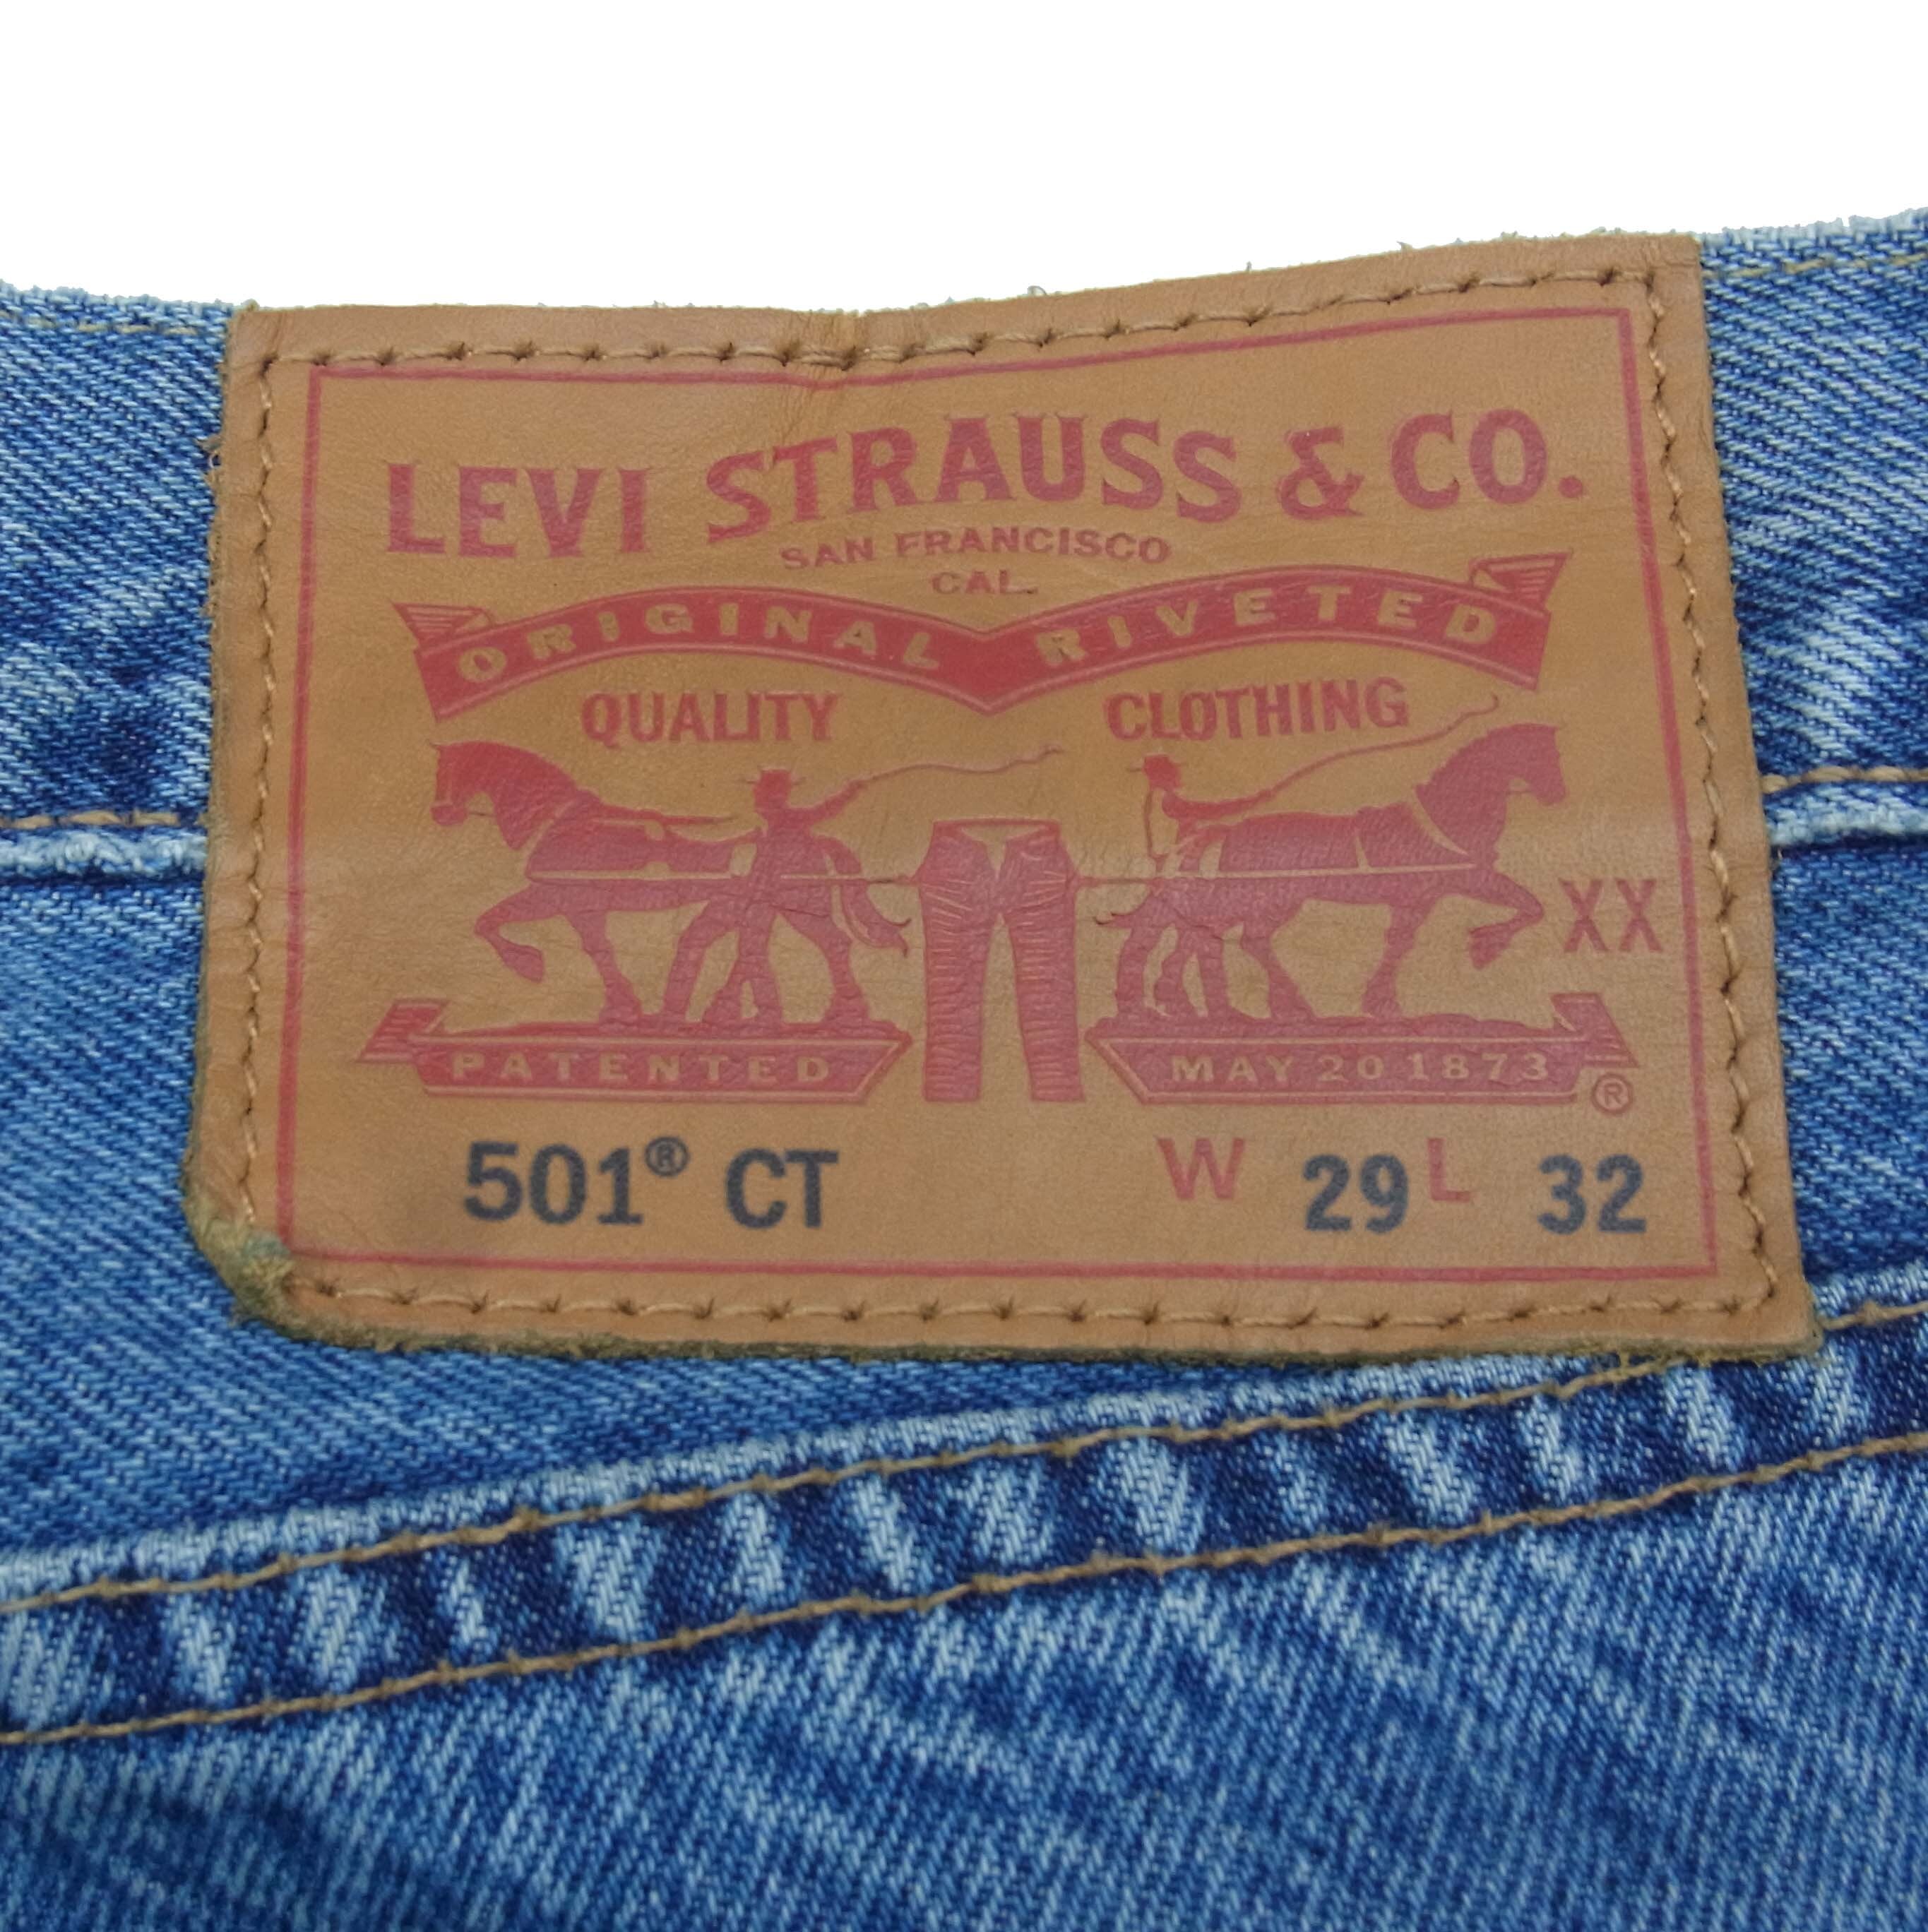 LEVI STRAUSS & CO.
SAN FRANCISCO
CAL.
ORIGINAL RIVETED
QUALITY CLOTHING
XX
PATENTED MAY 20 1873 ®
501® CT W 29 L 32